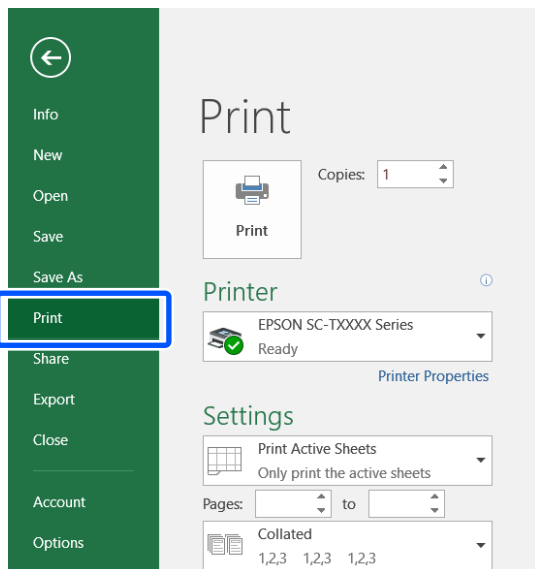 Info
New
Open
Save
Save As
Print
Share
Export
Close
Account
Options
Print
Copies: 1
Print
Printer
EPSON SC-TXXXX Series
Ready
Printer Properties
Settings
Print Active Sheets
Only print the active sheets
Pages: to
Collated
1,2,3 1,2,3 1,2,3